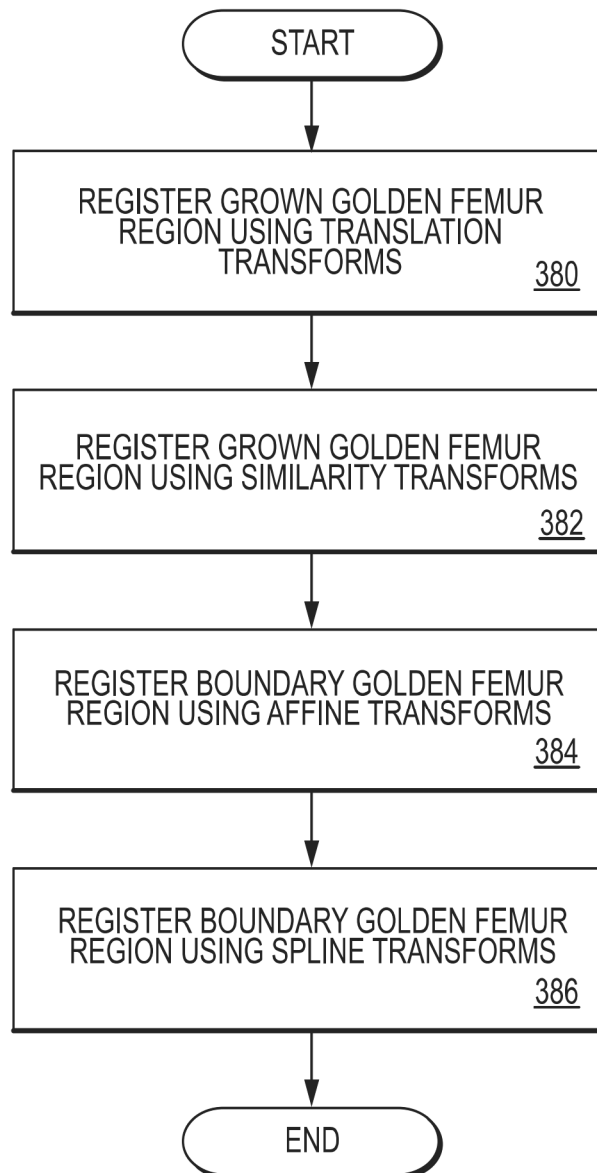 START
REGISTER GROWN GOLDEN FEMUR
REGION USING TRANSLATION
TRANSFORMS
380
REGISTER GROWN GOLDEN FEMUR
REGION USING SIMILARITY TRANSFORMS
382
REGISTER BOUNDARY GOLDEN FEMUR
REGION USING AFFINE TRANSFORMS
384
REGISTER BOUNDARY GOLDEN FEMUR
REGION USING SPLINE TRANSFORMS
386
END